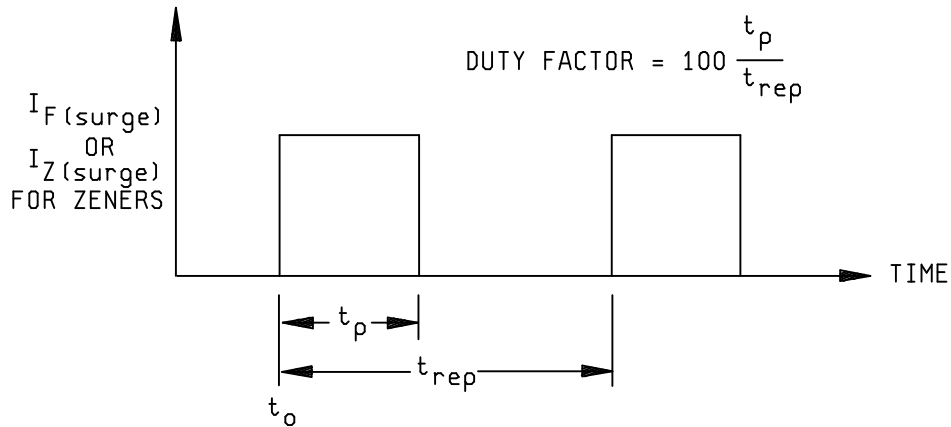 DUTY FACTOR = 100 tp/trep
IF(surge)
OR
IZ(surge)
FOR ZENERS
TIME
tp
trep
to